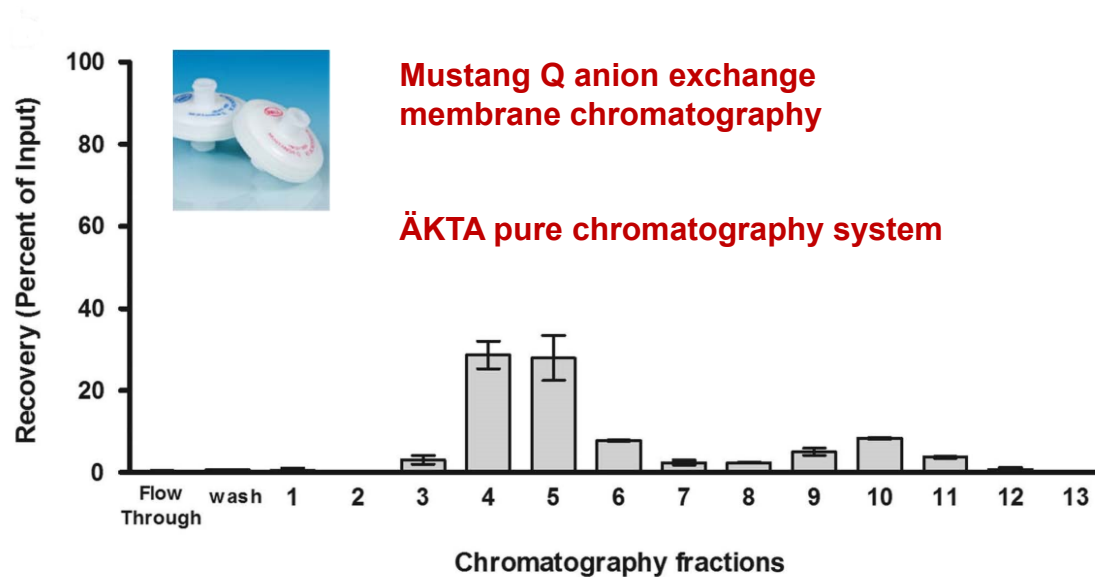 Mustang Q anion exchange
membrane chromatography
ÄKTA pure chromatography system
Recovery (Percent of Input)
100
80
60
40
20
0
Flow
Through
wash
1
2
3
4
5
6
7
8
9
10
11
12
13
Chromatography fractions